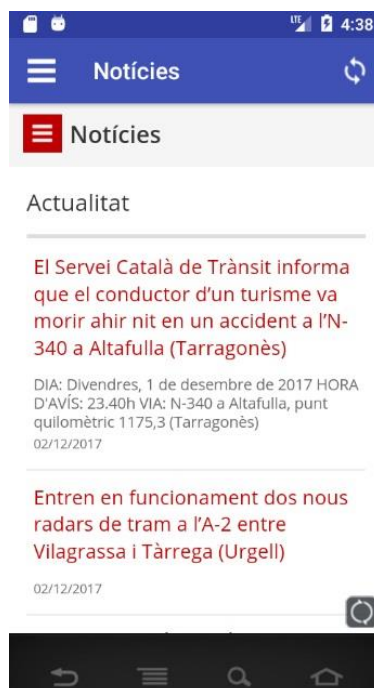 LTE 4:38
Notícies
Notícies
Actualitat
El Servei Català de Trànsit informa
que el conductor d'un turisme va
morir ahir nit en un accident a l'N-
340 a Altafulla (Tarragonès)
DIA: Divendres, 1 de desembre de 2017 HORA
D'AVÍS: 23.40h VIA: N-340 a Altafulla, punt
quilomètric 1175,3 (Tarragonès)
02/12/2017
Entren en funcionament dos nous
radars de tram a l'A-2 entre
Vilagrassa i Tàrrega (Urgell)
02/12/2017